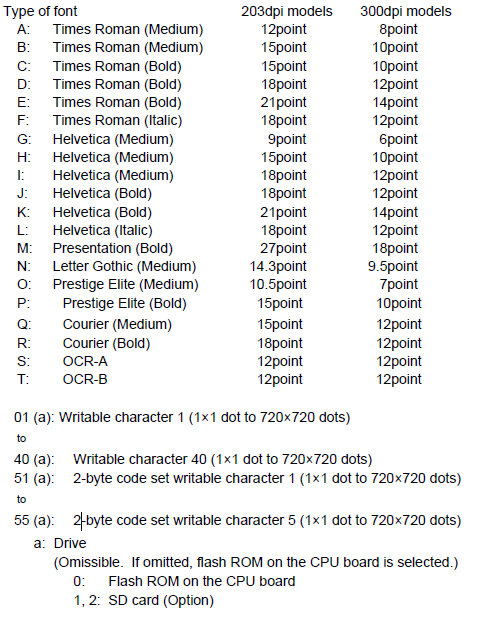 Type of font 203dpi models 300dpi models
A: Times Roman (Medium) 12point 8point
B: Times Roman (Medium) 15point 10point
C: Times Roman (Bold) 15point 10point
D: Times Roman (Bold) 18point 12point
E: Times Roman (Bold) 21point 14point
F: Times Roman (Italic) 18point 12point
G: Helvetica (Medium) 9point 6point
H: Helvetica (Medium) 15point 10point
I: Helvetica (Medium) 18point 12point
J: Helvetica (Bold) 18point 12point
K: Helvetica (Bold) 21point 14point
L: Helvetica (Italic) 18point 12point
M: Presentation (Bold) 27point 18point
N: Letter Gothic (Medium) 14.3point 9.5point
O: Prestige Elite (Medium) 10.5point 7point
P: Prestige Elite (Bold) 15point 10point
Q: Courier (Medium) 15point 12point
R: Courier (Bold) 18point 12point
S: OCR-A 12point 12point
T: OCR-B 12point 12point
01 (a): Writable character 1 (1×1 dot to 720×720 dots)
to
40 (a): Writable character 40 (1×1 dot to 720×720 dots)
51 (a): 2-byte code set writable character 1 (1×1 dot to 720×720 dots)
to
55 (a): 2-byte code set writable character 5 (1×1 dot to 720×720 dots)
a: Drive
(Omissible. If omitted, flash ROM on the CPU board is selected.)
0: Flash ROM on the CPU board
1, 2: SD card (Option)